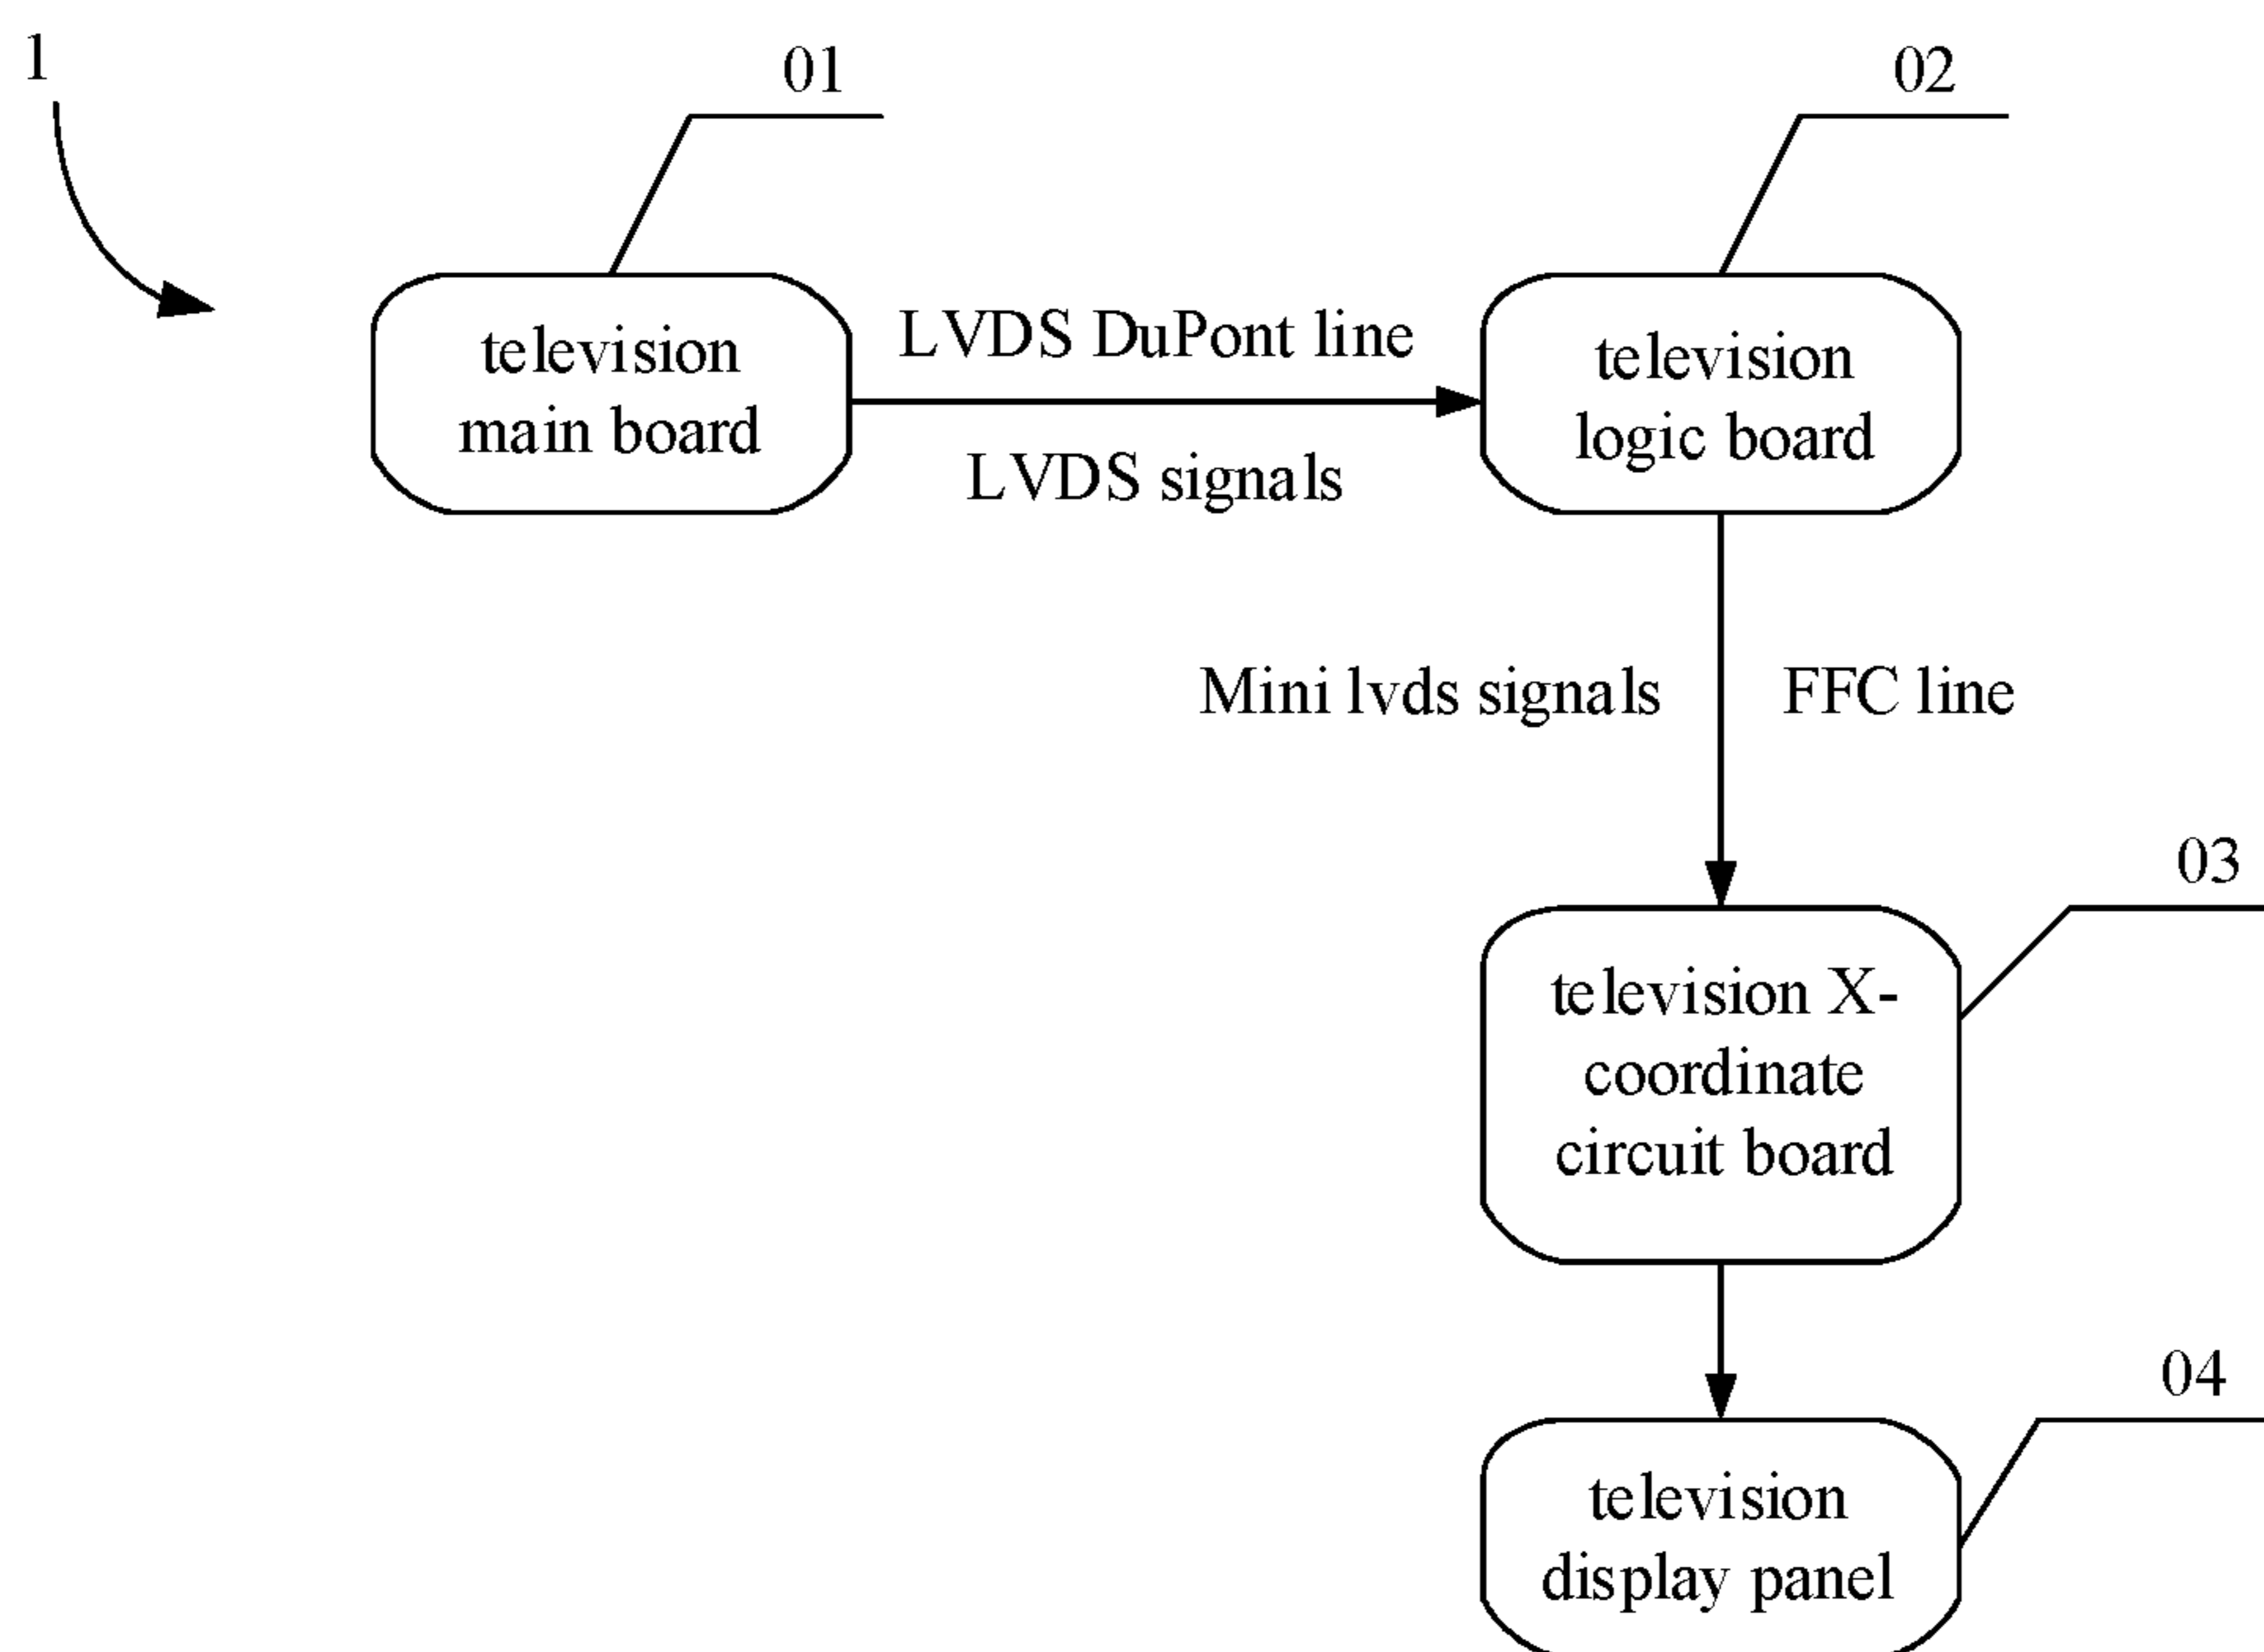 1
01
02
television
main board
LVDS DuPont line
LVDS signals
television
logic board
Mini lvds signals
FFC line
03
television X-
coordinate
circuit board
04
television
display panel